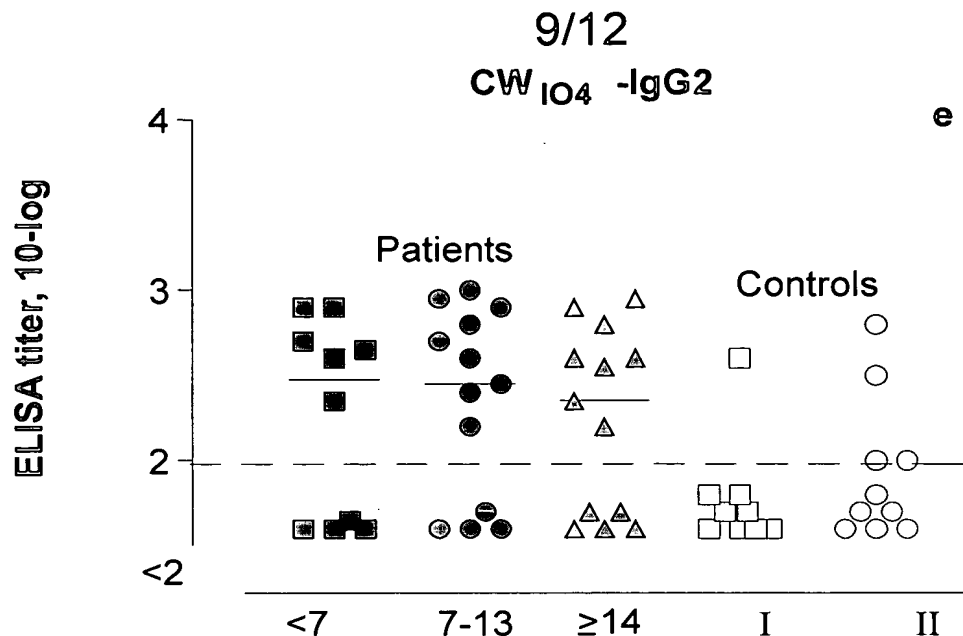 9/12
CW IO4 -IgG2
e
4
3
2
<2
ELISA titer, 10-log
Patients
Controls
<7 7-13 ≥14 I II